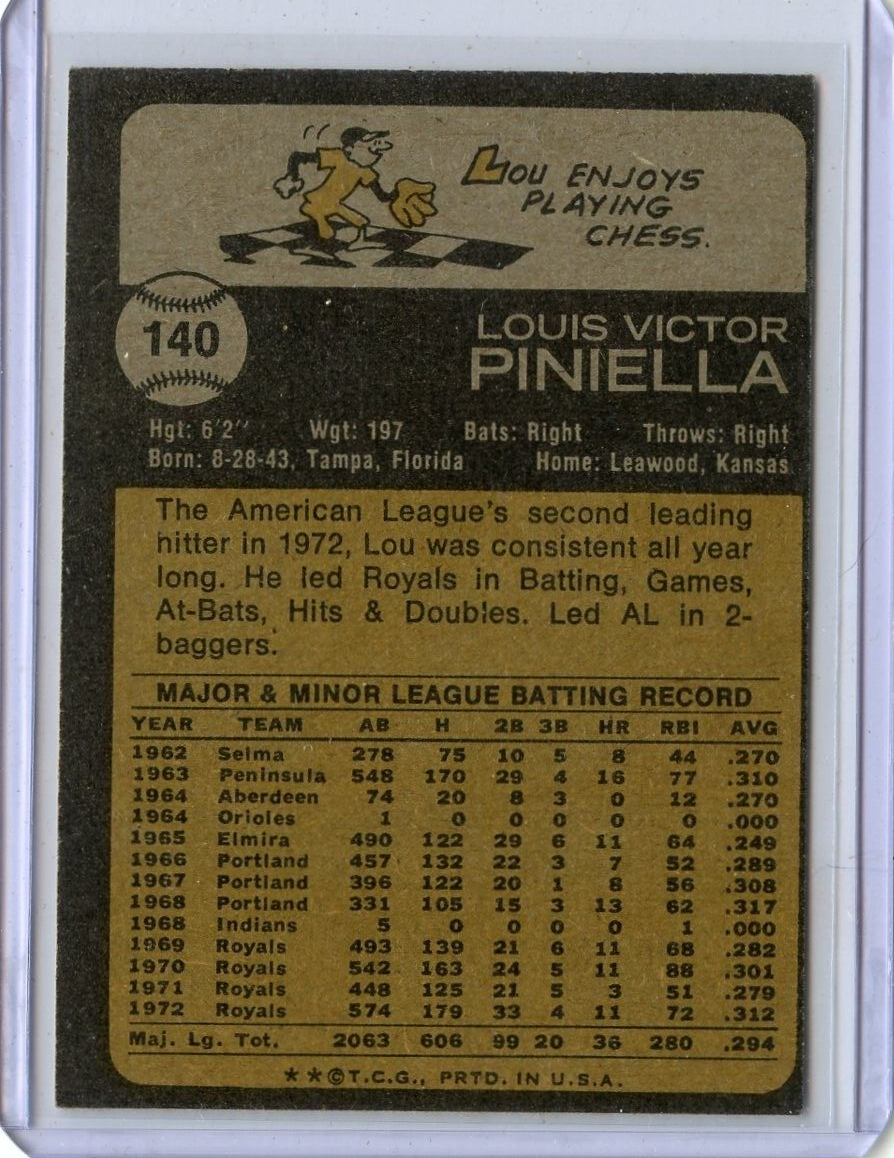 LOU ENJOYS
PLAYING
CHESS.
140
LOUIS VICTOR
PINIELLA
Hgt: 6'2" Wgt: 197 Bats: Right Throws: Right
Born: 8-28-43, Tampa, Florida Home: Leawood, Kansas
The American League's second leading
hitter in 1972, Lou was consistent all year
long. He led Royals in Batting, Games,
At-Bats, Hits & Doubles. Led AL in 2-
baggers.
MAJOR & MINOR LEAGUE BATTING RECORD
YEAR TEAM AB H 2B 3B HR RBI AVG
1962 Selma 278 75 10 5 8 44 .270
1963 Peninsula 548 170 29 4 16 77 .310
1964 Aberdeen 74 20 8 3 0 12 .270
1964 Orioles 1 0 0 0 0 0 .000
1965 Elmira 490 122 29 6 11 64 .249
1966 Portland 457 132 22 3 7 52 .289
1967 Portland 396 122 20 1 8 56 .308
1968 Portland 331 105 15 3 13 62 .317
1968 Indians 5 0 0 0 0 1 .000
1969 Royals 493 139 21 6 11 68 .282
1970 Royals 542 163 24 5 11 88 .301
1971 Royals 448 125 21 5 3 51 .279
1972 Royals 574 179 33 4 11 72 .312
Maj. Lg. Tot. 2063 606 99 20 36 280 .294
**©T.C.G., PRTD. IN U.S.A.